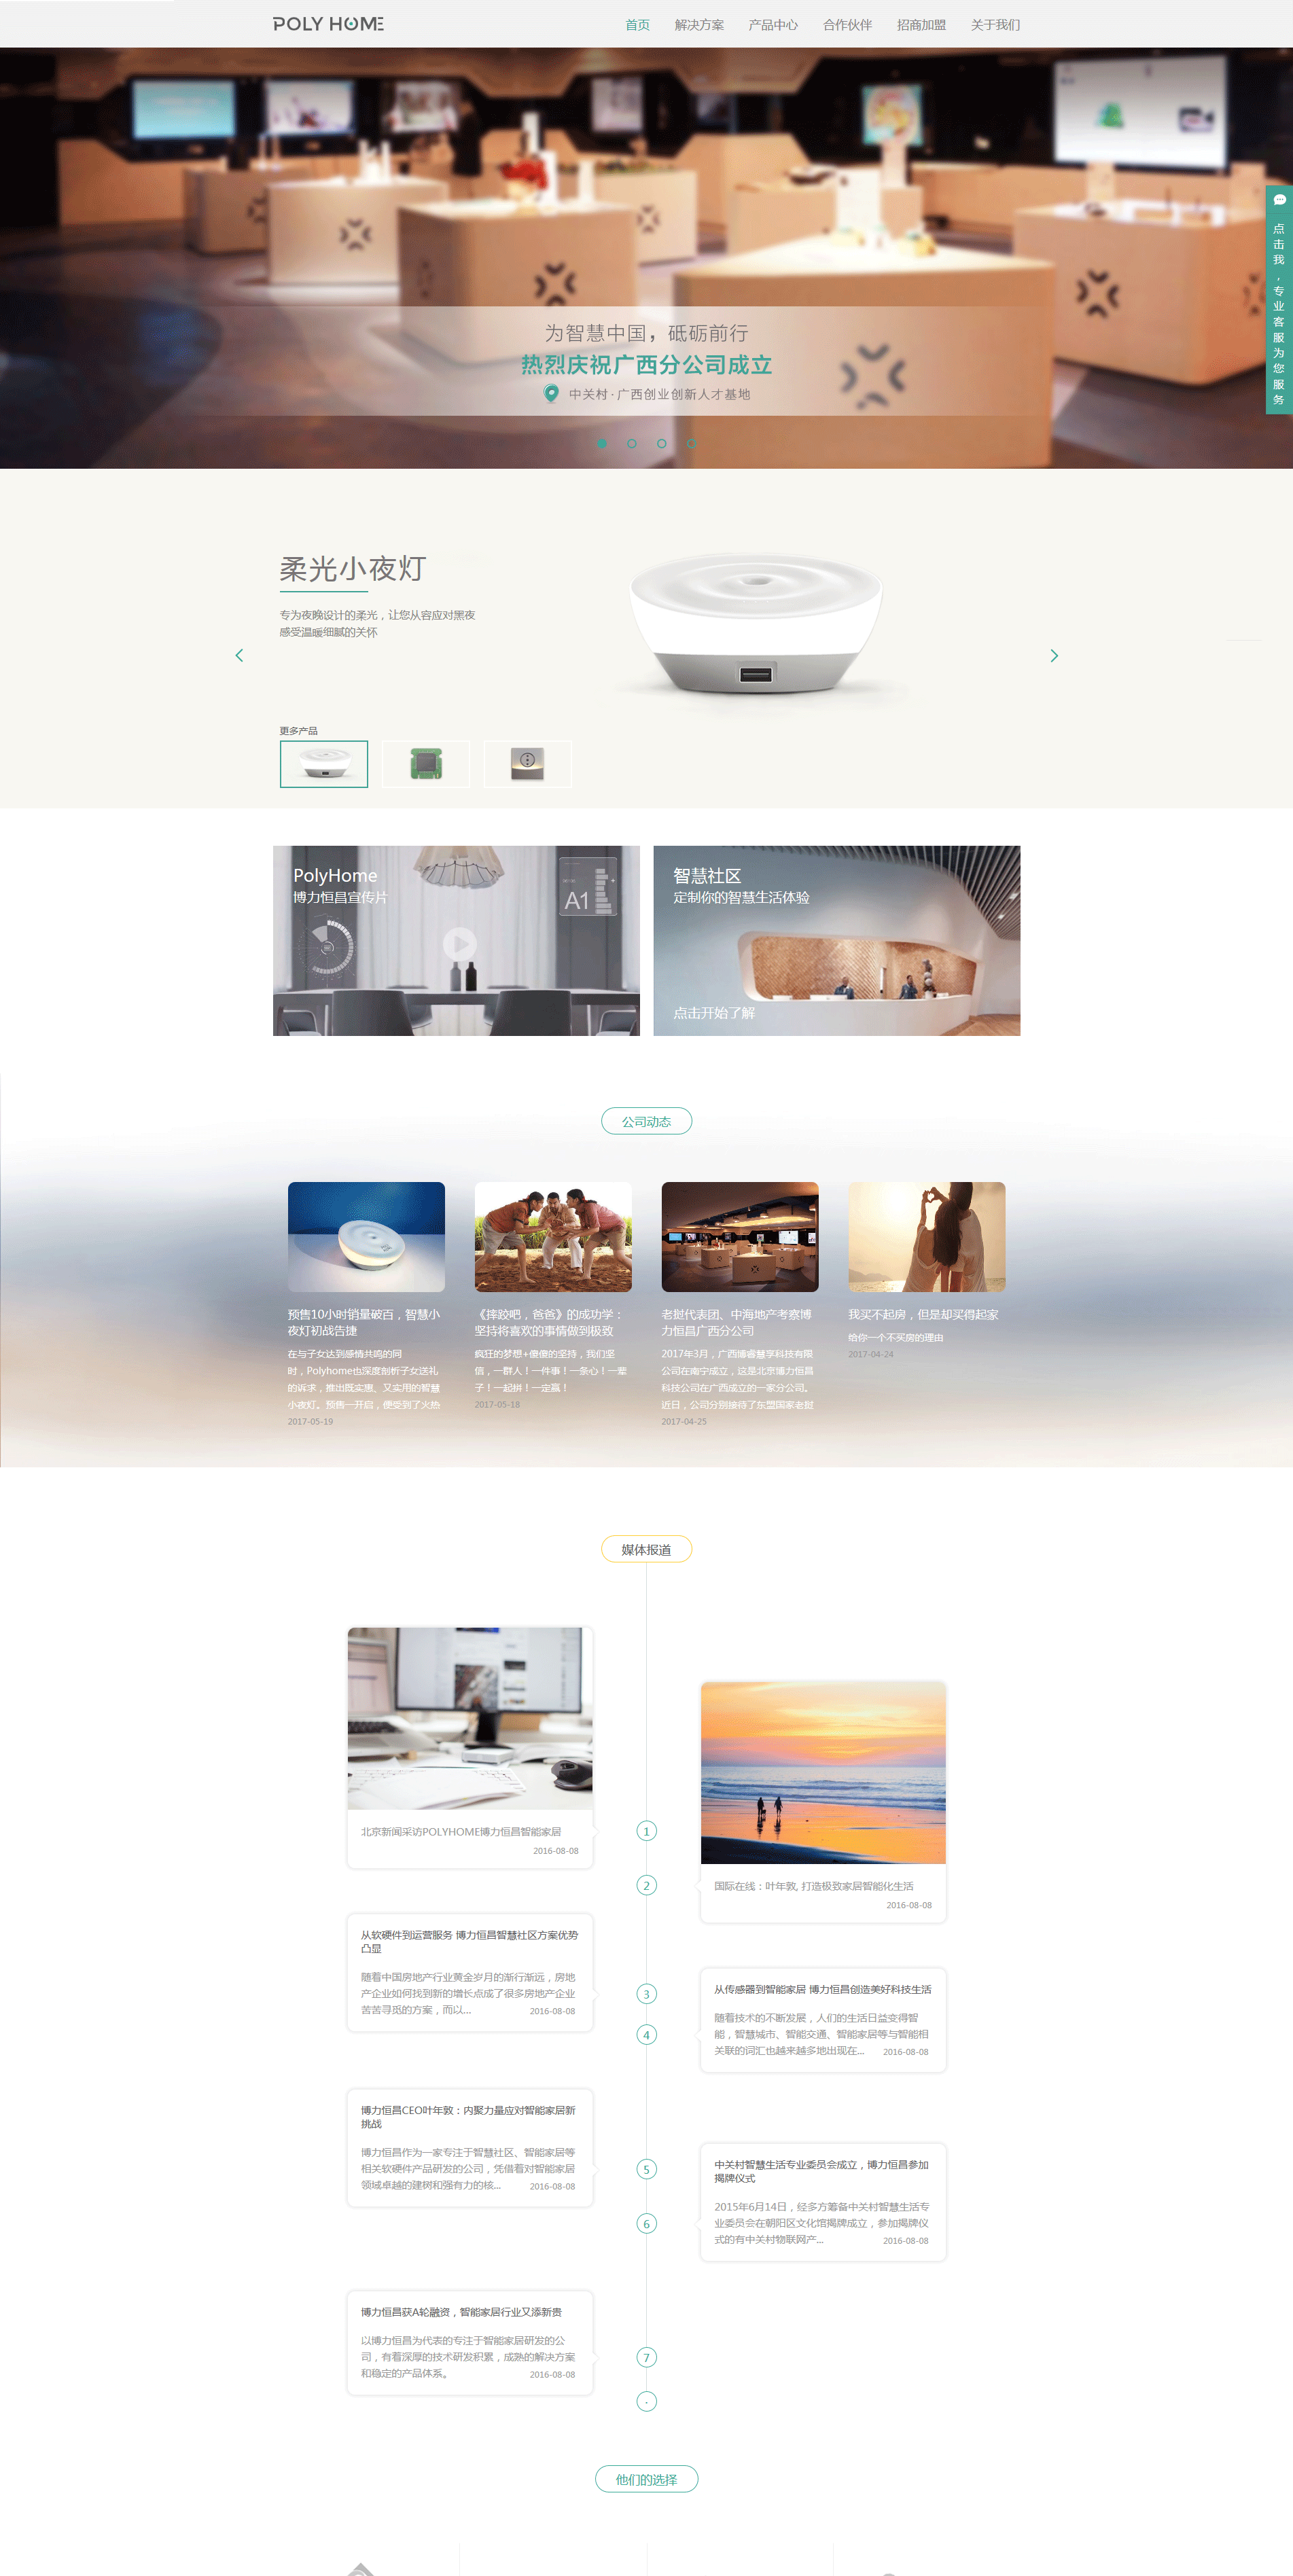 POLY HOME
首页 解决方案 产品中心 合作伙伴 招商加盟 关于我们
为智慧中国，砥砺前行
热烈庆祝广西分公司成立
中关村·广西创业创新人才基地
点击我，专业客服为您服务
柔光小夜灯
专为夜晚设计的柔光，让您从容应对黑夜
感受温暖细腻的关怀
更多产品
PolyHome
博力恒昌宣传片
A1
智慧社区
定制你的智慧生活体验
点击开始了解
公司动态
预售10小时销量破百，智慧小
夜灯初战告捷
在与子女达到感情共鸣的同
时，Polyhome也深度剖析子女送礼
的诉求，推出既实惠、又实用的智慧
小夜灯。预售一开启，便受到了火热
2017-05-19
《摔跤吧，爸爸》的成功学：
坚持将喜欢的事情做到极致
疯狂的梦想+傻傻的坚持，我们坚
信，一群人！一件事！一条心！一辈
子！一起拼！一定赢！
2017-05-18
老挝代表团、中海地产考察博
力恒昌广西分公司
2017年3月，广西博睿慧享科技有限
公司在南宁成立，这是北京博力恒昌
科技公司在广西成立的一家分公司。
近日，公司分别接待了东盟国家老挝
2017-04-25
我买不起房，但是却买得起家
给你一个不买房的理由
2017-04-24
媒体报道
北京新闻采访POLYHOME博力恒昌智能家居
2016-08-08
1
2
国际在线：叶年敦, 打造极致家居智能化生活
2016-08-08
从软硬件到运营服务 博力恒昌智慧社区方案优势
凸显
随着中国房地产行业黄金岁月的渐行渐远，房地
产企业如何找到新的增长点成了很多房地产企业
苦苦寻觅的方案，而以... 2016-08-08
3
4
从传感器到智能家居 博力恒昌创造美好科技生活
随着技术的不断发展，人们的生活日益变得智
能，智慧城市、智能交通、智能家居等与智能相
关联的词汇也越来越多地出现在... 2016-08-08
博力恒昌CEO叶年敦：内聚力量应对智能家居新
挑战
博力恒昌作为一家专注于智慧社区、智能家居等
相关软硬件产品研发的公司，凭借着对智能家居
领域卓越的建树和强有力的核... 2016-08-08
5
6
中关村智慧生活专业委员会成立，博力恒昌参加
揭牌仪式
2015年6月14日，经多方筹备中关村智慧生活专
业委员会在朝阳区文化馆揭牌成立，参加揭牌仪
式的有中关村物联网产... 2016-08-08
博力恒昌获A轮融资，智能家居行业又添新贵
以博力恒昌为代表的专注于智能家居研发的公
司，有着深厚的技术研发积累，成熟的解决方案
和稳定的产品体系。 2016-08-08
7
他们的选择